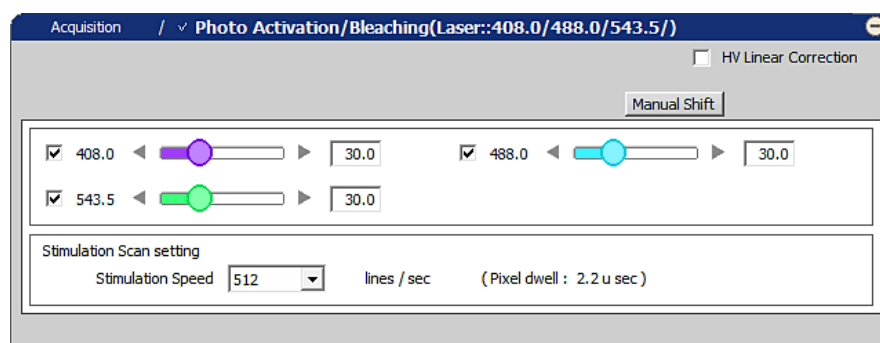 Acquisition / ✓ Photo Activation/Bleaching(Laser::408.0/488.0/543.5/)
HV Linear Correction
Manual Shift
408.0 30.0 488.0 30.0
543.5 30.0
Stimulation Scan setting
Stimulation Speed 512 lines / sec ( Pixel dwell : 2.2 u sec )